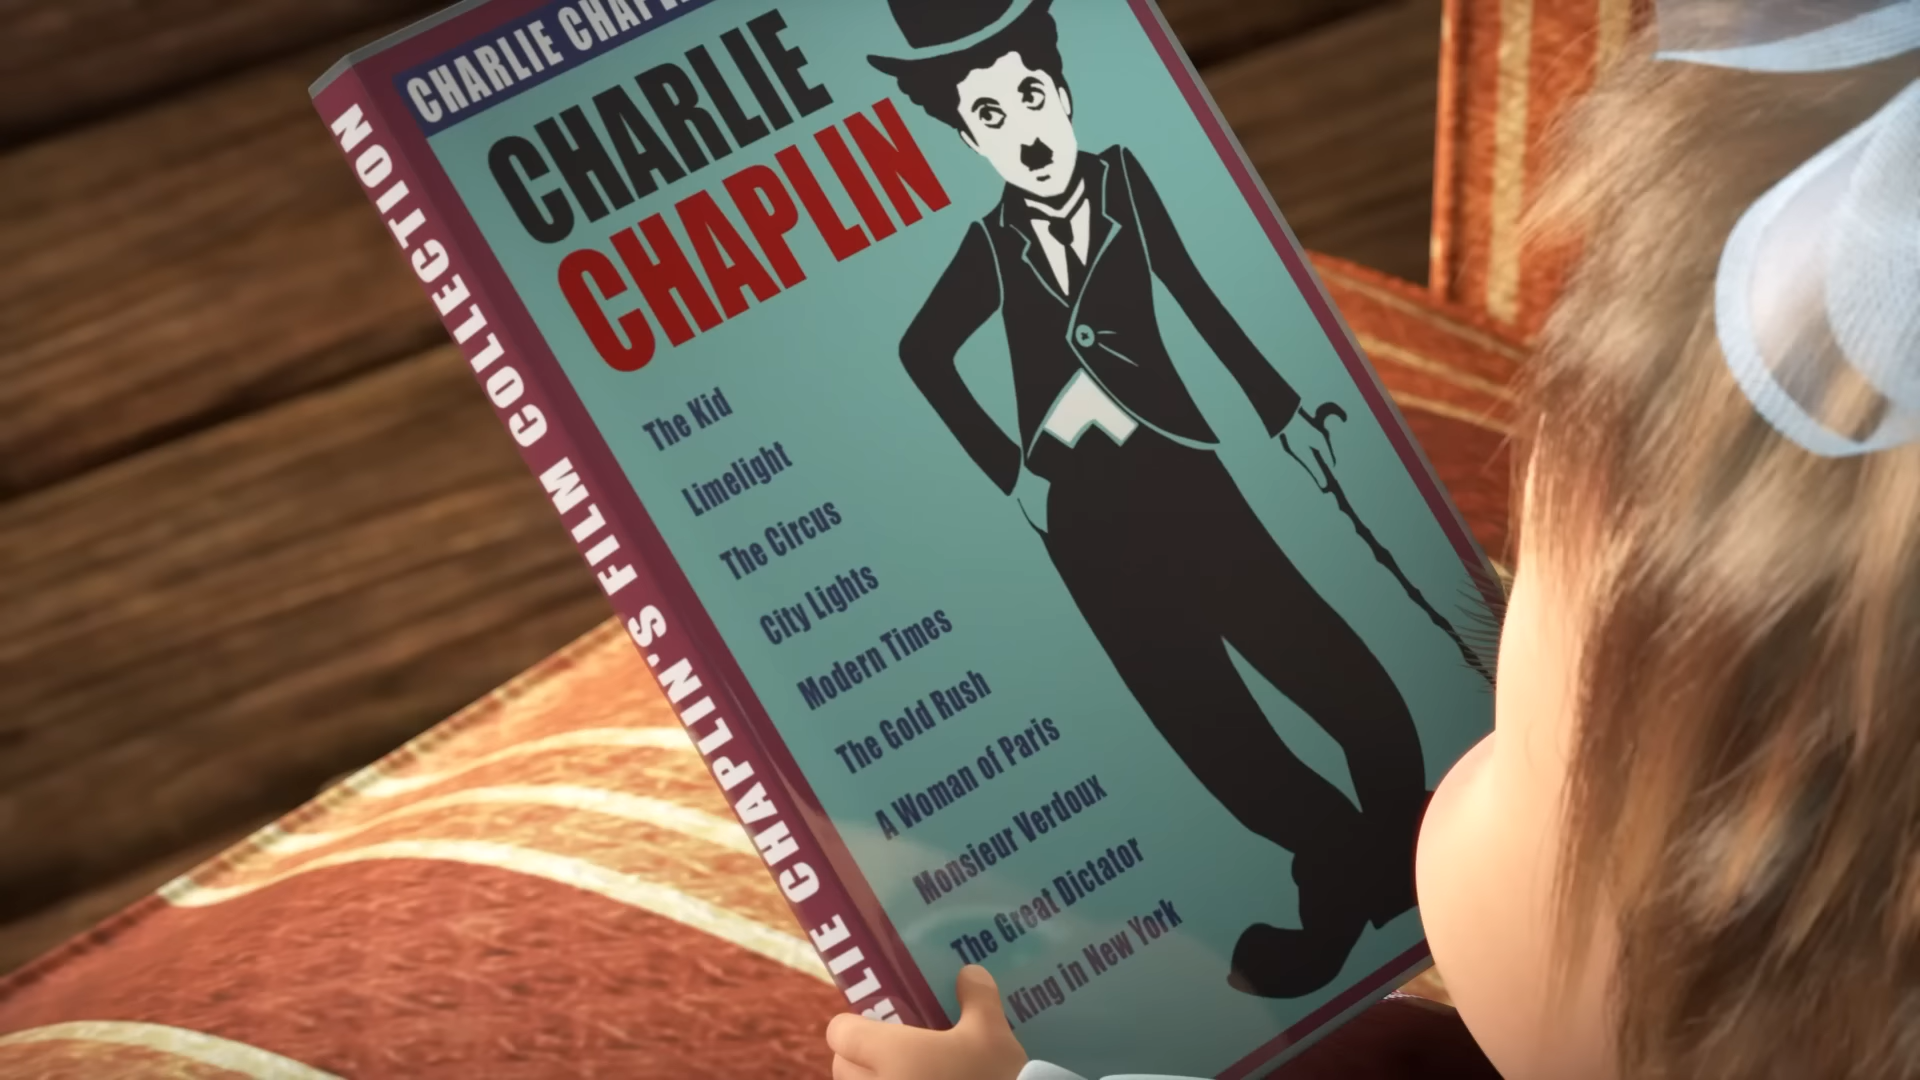 CHARLIE
CHARLIE
CHAPLIN
The Kid
Limelight
The Circus
City Lights
Modern Times
The Gold Rush
A Woman of Paris
Monsieur Verdoux
The Great Dictator
King in New York
CHAPLIN'S FILM COLLECTION